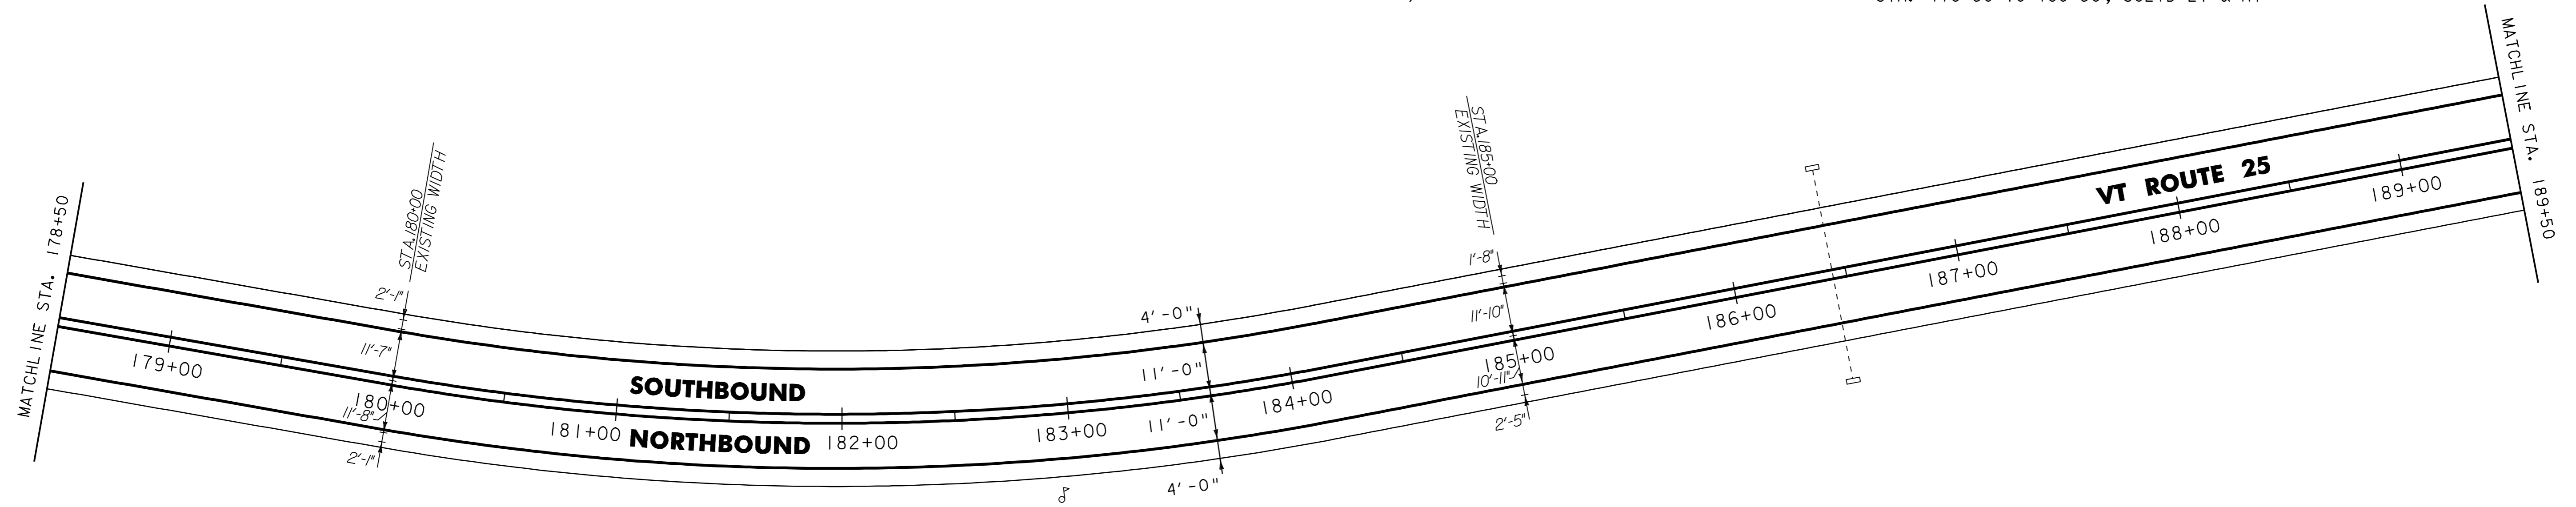 MATCHLINE STA. 178+50
STA.180+00
EXISTING WIDTH
2'-1"
11'-7"
11'-8"
2'-1"
179+00
180+00
181+00
SOUTHBOUND
NORTHBOUND
182+00
183+00
4'-0"
11'-0"
11'-0"
4'-0"
184+00
STA.185+00
EXISTING WIDTH
1'-8"
11'-10"
185+00
10'-11"
2'-5"
186+00
187+00
VT ROUTE 25
188+00
189+00
MATCHLINE STA. 189+50